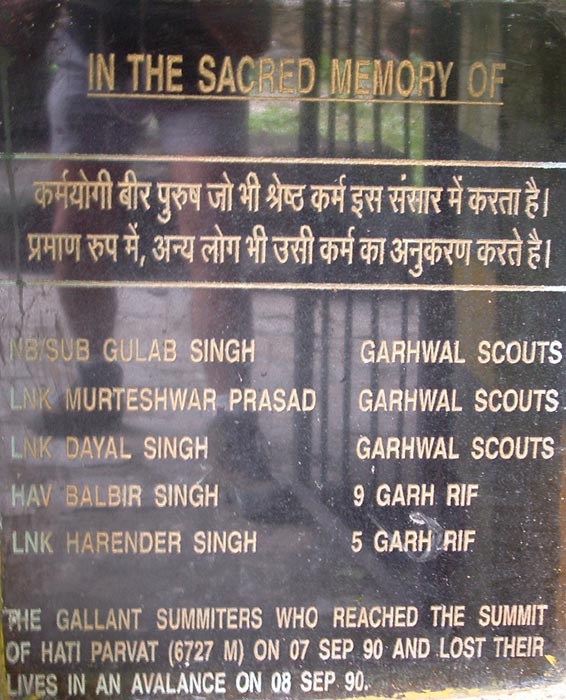 IN THE SACRED MEMORY OF
कर्मयोगी बीर पुरुष जो भी श्रेष्ठ कर्म इस संसार में करता है।
प्रमाण रुप में, अन्य लोग भी उसी कर्म का अनुकरण करते है।
NB/SUB GULAB SINGH GARHWAL SCOUTS
LNK MURTESHWAR PRASAD GARHWAL SCOUTS
LNK DAYAL SINGH GARHWAL SCOUTS
HAV BALBIR SINGH 9 GARH RIF
LNK HARENDER SINGH 5 GARH RIF
THE GALLANT SUMMITERS WHO REACHED THE SUMMIT
OF HATI PARVAT (6727 M) ON 07 SEP 90 AND LOST THEIR
LIVES IN AN AVALANCE ON 08 SEP 90.